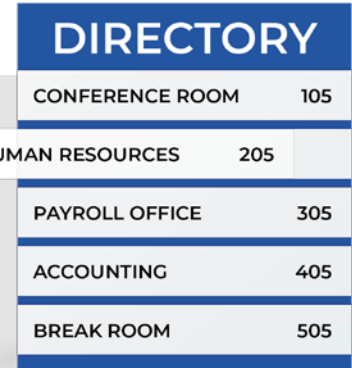 DIRECTORY
CONFERENCE ROOM 105
UMAN RESOURCES 205
PAYROLL OFFICE 305
ACCOUNTING 405
BREAK ROOM 505